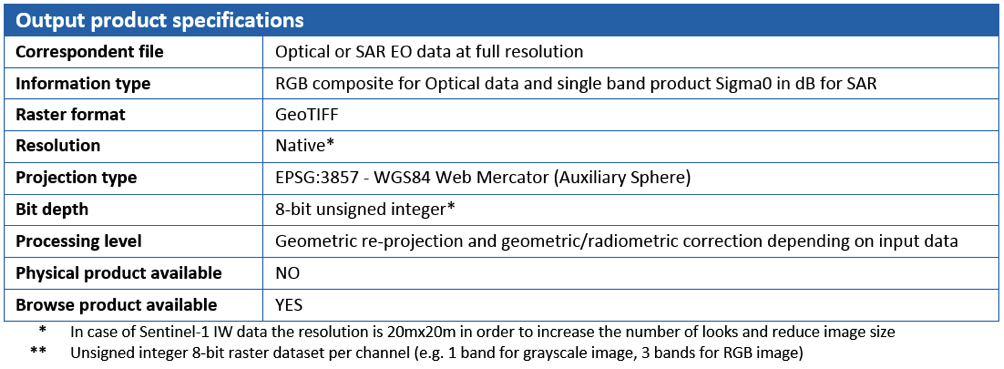 Output product specifications
Correspondent file Optical or SAR EO data at full resolution
Information type RGB composite for Optical data and single band product Sigma0 in dB for SAR
Raster format GeoTIFF
Resolution Native*
Projection type EPSG:3857 - WGS84 Web Mercator (Auxiliary Sphere)
Bit depth 8-bit unsigned integer*
Processing level Geometric re-projection and geometric/radiometric correction depending on input data
Physical product available NO
Browse product available YES
* In case of Sentinel-1 IW data the resolution is 20mx20m in order to increase the number of looks and reduce image size
** Unsigned integer 8-bit raster dataset per channel (e.g. 1 band for grayscale image, 3 bands for RGB image)